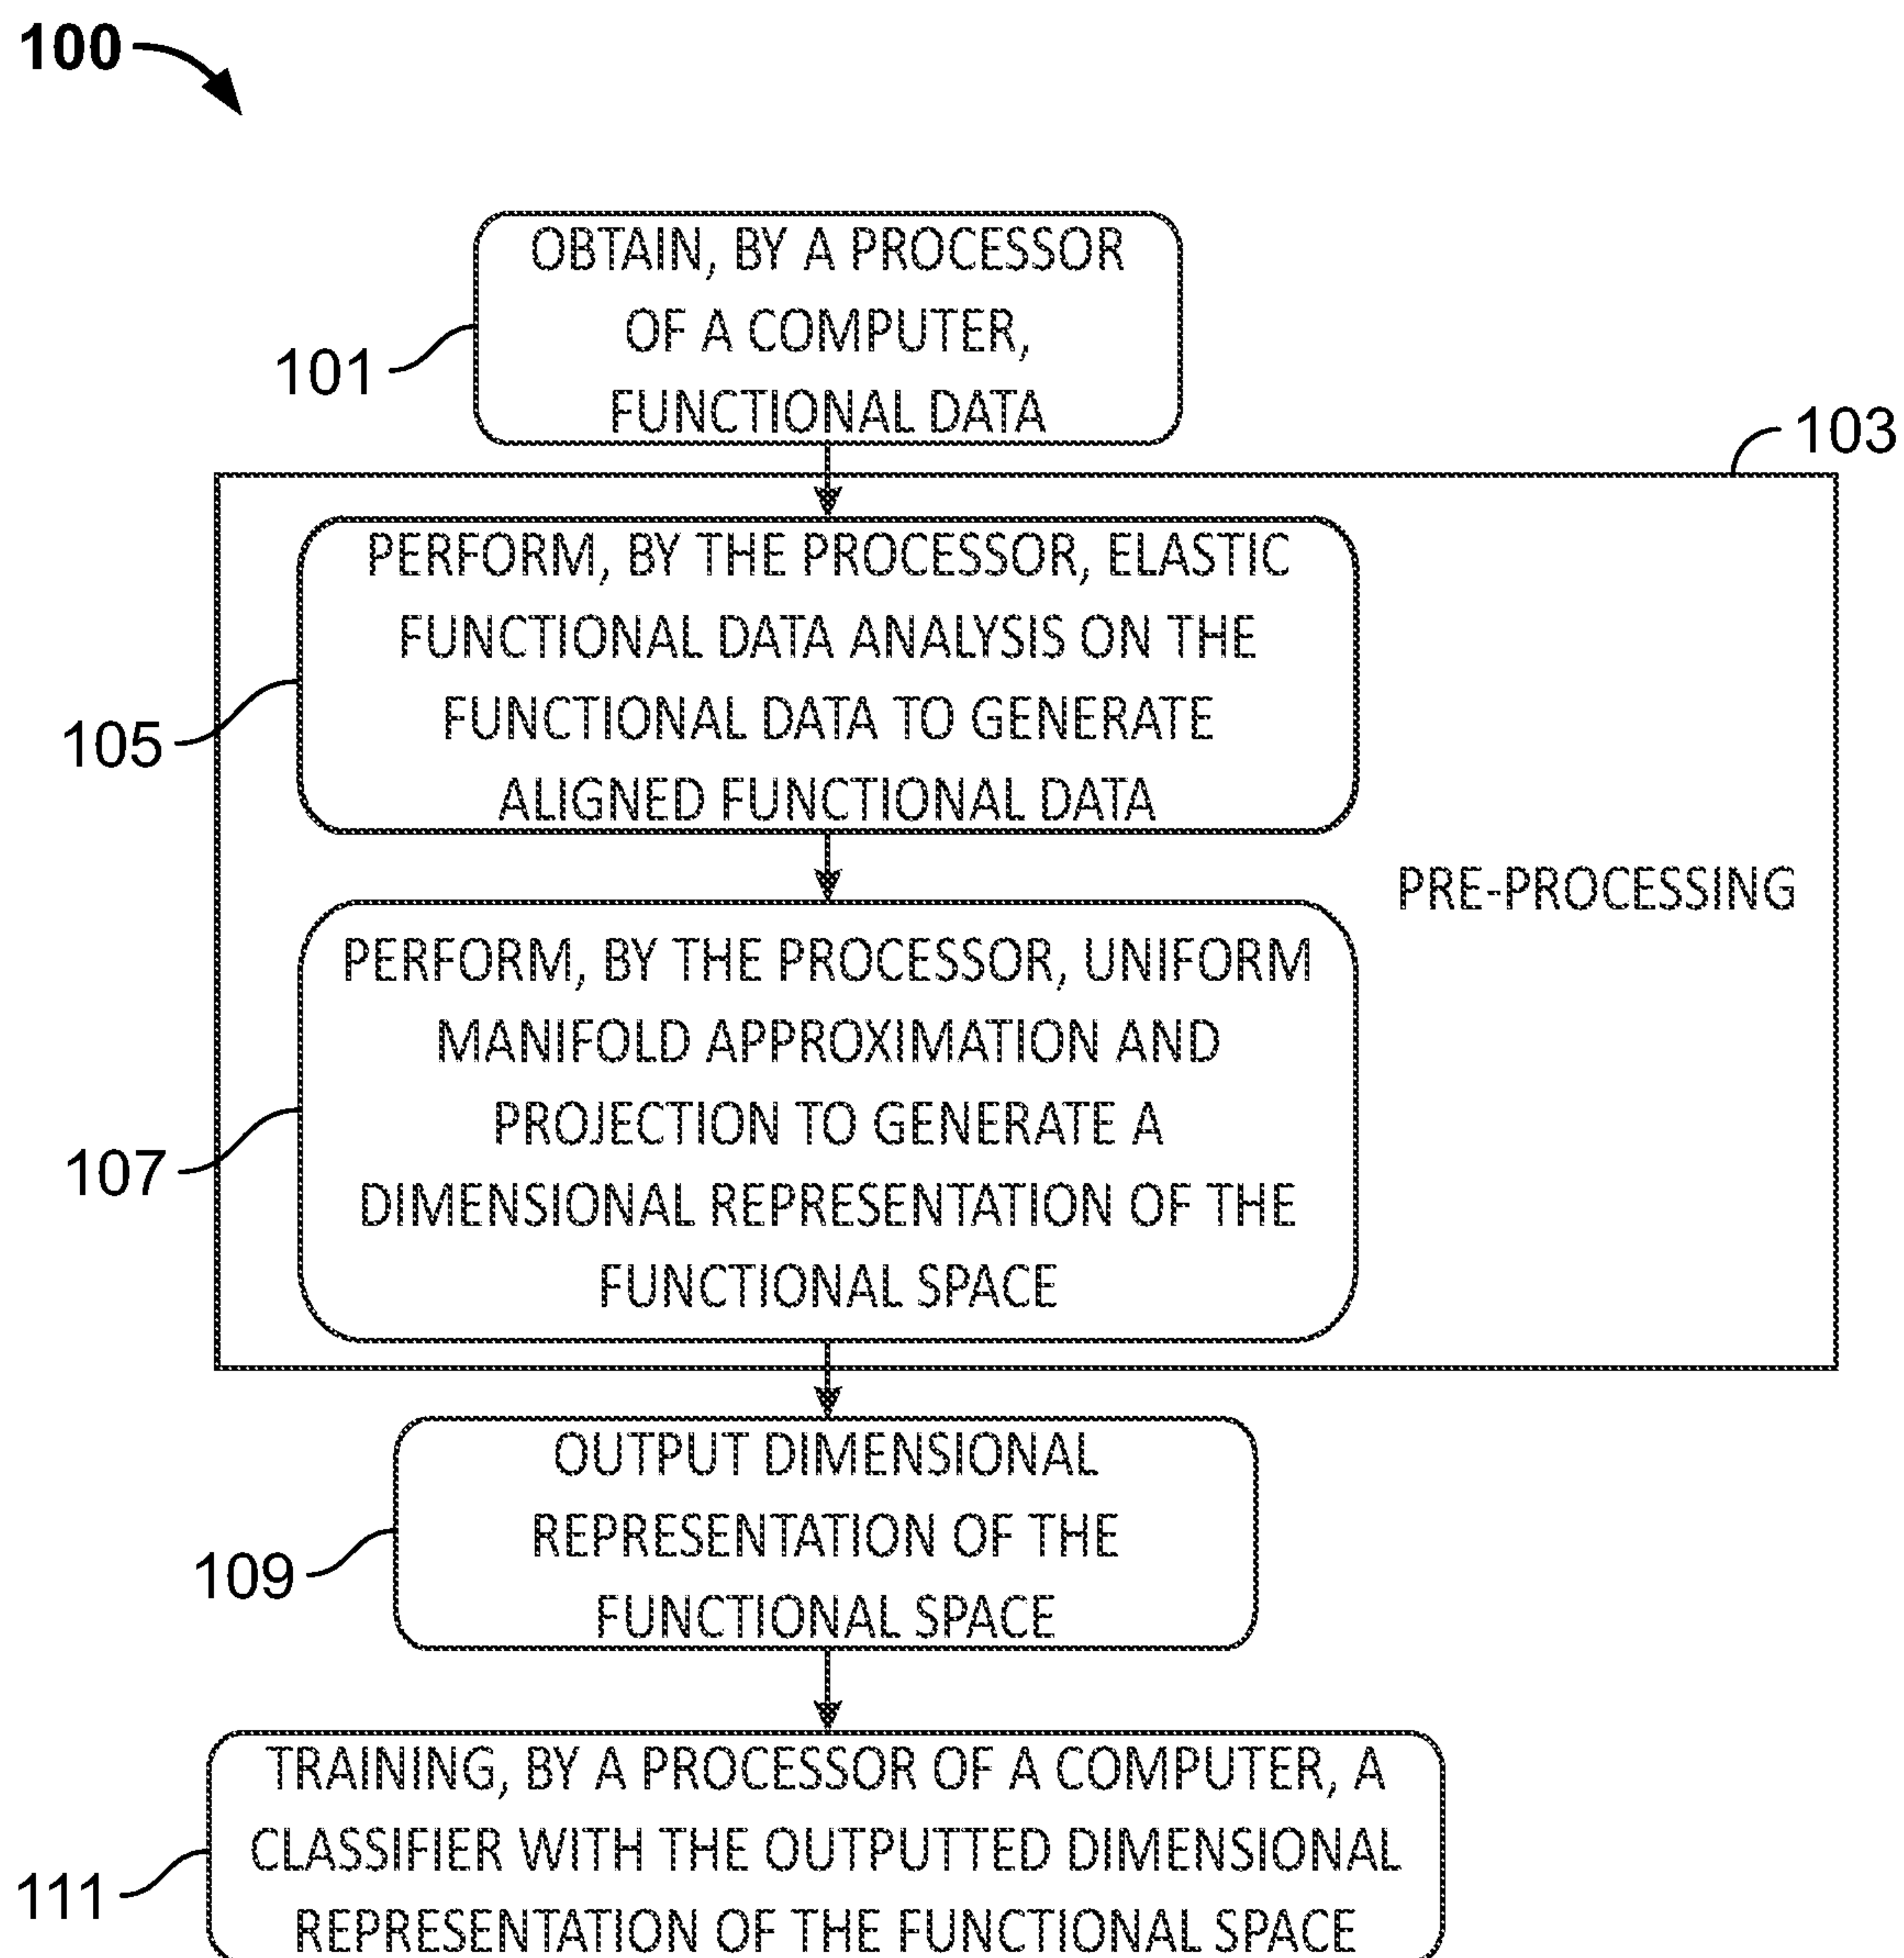 100
OBTAIN, BY A PROCESSOR
OF A COMPUTER,
FUNCTIONAL DATA
101
103
PERFORM, BY THE PROCESSOR, ELASTIC
FUNCTIONAL DATA ANALYSIS ON THE
FUNCTIONAL DATA TO GENERATE
ALIGNED FUNCTIONAL DATA
105
PRE-PROCESSING
PERFORM, BY THE PROCESSOR, UNIFORM
MANIFOLD APPROXIMATION AND
PROJECTION TO GENERATE A
DIMENSIONAL REPRESENTATION OF THE
FUNCTIONAL SPACE
107
OUTPUT DIMENSIONAL
REPRESENTATION OF THE
FUNCTIONAL SPACE
109
TRAINING, BY A PROCESSOR OF A COMPUTER, A
CLASSIFIER WITH THE OUTPUTTED DIMENSIONAL
REPRESENTATION OF THE FUNCTIONAL SPACE
111